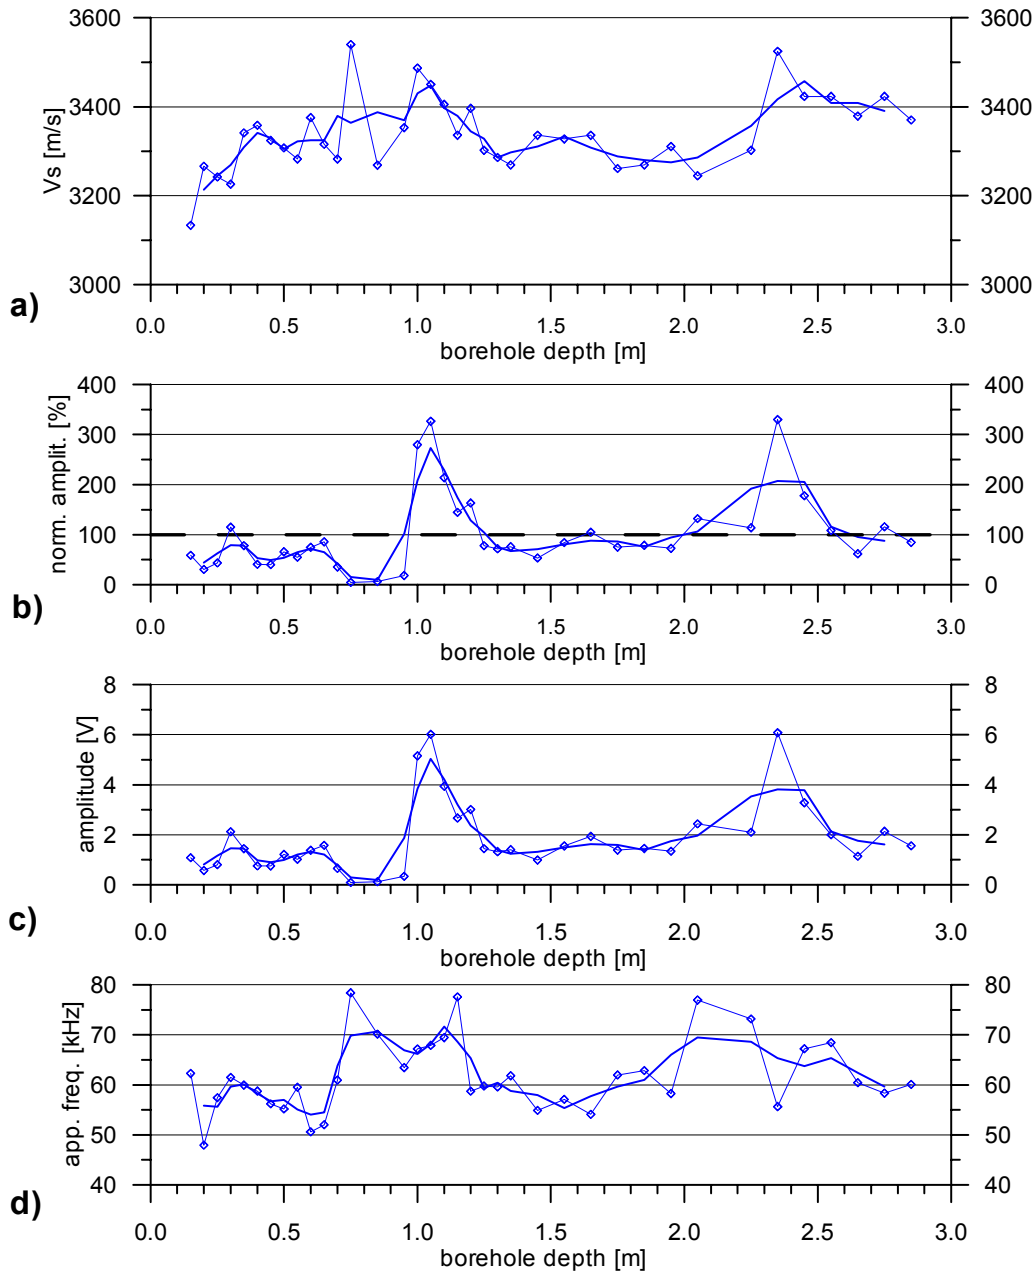 3600 3600
3400 3400
3200 3200
3000 3000
Vs [m/s]
a)
0.0 0.5 1.0 1.5 2.0 2.5 3.0
borehole depth [m]
400 400
300 300
200 200
100 100
0 0
norm. amplit. [%]
b)
0.0 0.5 1.0 1.5 2.0 2.5 3.0
borehole depth [m]
8 8
6 6
4 4
2 2
0 0
amplitude [V]
c)
0.0 0.5 1.0 1.5 2.0 2.5 3.0
borehole depth [m]
80 80
70 70
60 60
50 50
40 40
app. freq. [kHz]
d)
0.0 0.5 1.0 1.5 2.0 2.5 3.0
borehole depth [m]